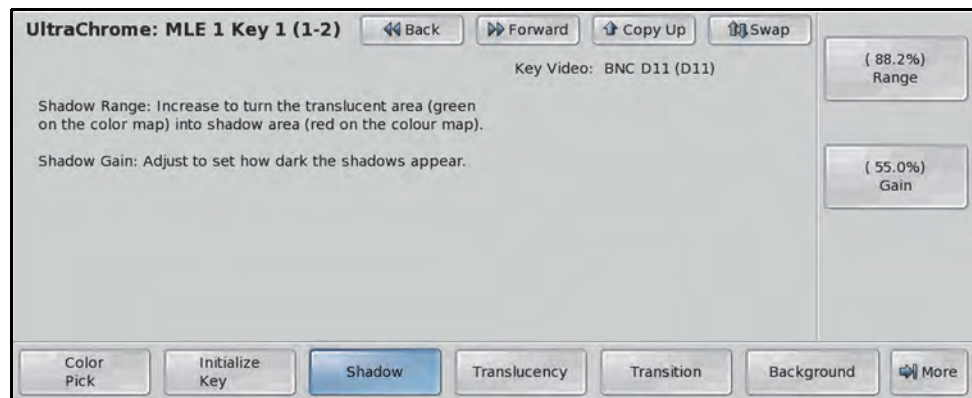 UltraChrome: MLE 1 Key 1 (1-2)
Back
Forward
Copy Up
Swap
Key Video: BNC D11 (D11)
( 88.2%)
Range
Shadow Range: Increase to turn the translucent area (green
on the color map) into shadow area (red on the colour map).
Shadow Gain: Adjust to set how dark the shadows appear.
( 55.0%)
Gain
Color
Pick
Initialize
Key
Shadow
Translucency
Transition
Background
More